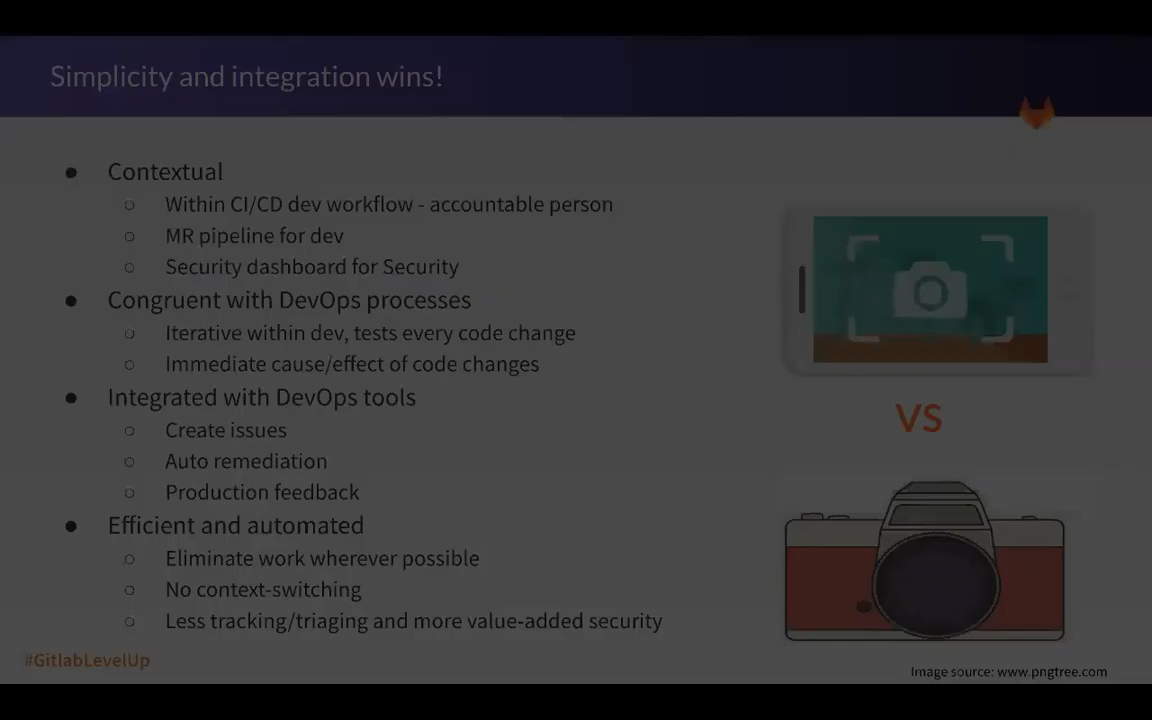 Simplicity and integration wins!
● Contextual
○ Within CI/CD dev workflow - accountable person
○ MR pipeline for dev
○ Security dashboard for Security
● Congruent with DevOps processes
○ Iterative within dev, tests every code change
○ Immediate cause/effect of code changes
● Integrated with DevOps tools
○ Create issues
○ Auto remediation
○ Production feedback
● Efficient and automated
○ Eliminate work wherever possible
○ No context-switching
○ Less tracking/triaging and more value-added security
VS
#GitlabLevelUp
Image source: www.pngtree.com